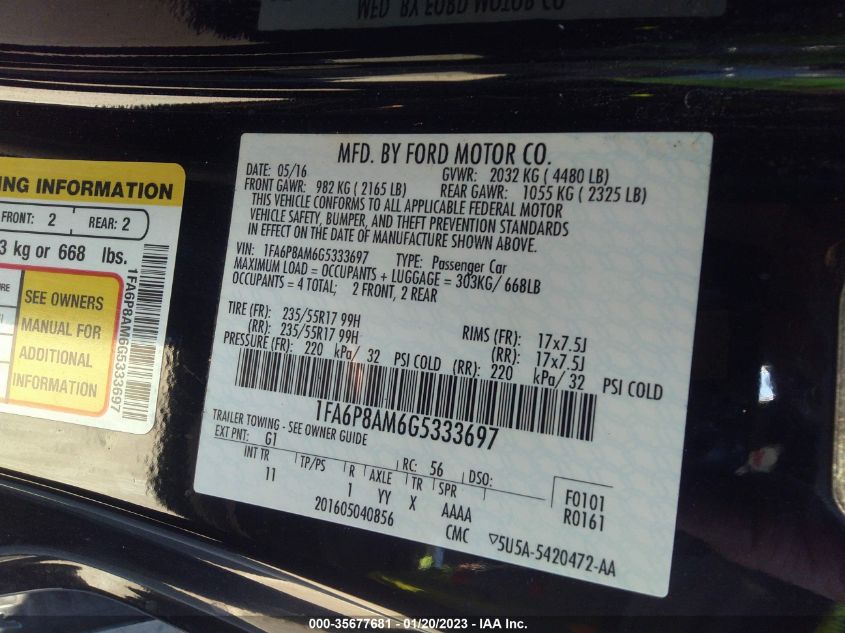 WED. BY FORD MOTOR CO
NG INFORMATION
FRONT: 2 REAR: 2
3 kg or 668 lbs.
SEE OWNERS
MANUAL FOR
ADDITIONAL
INFORMATION
1FA6P8AM6G5333697
MFD. BY FORD MOTOR CO.
DATE: 05/16 GVWR: 2032 KG ( 4480 LB)
FRONT GAWR: 982 KG ( 2165 LB) REAR GAWR: 1055 KG ( 2325 LB)
THIS VEHICLE CONFORMS TO ALL APPLICABLE FEDERAL MOTOR
VEHICLE SAFETY, BUMPER, AND THEFT PREVENTION STANDARDS
IN EFFECT ON THE DATE OF MANUFACTURE SHOWN ABOVE.
VIN: 1FA6P8AM6G5333697 TYPE: Passenger Car
MAXIMUM LOAD = OCCUPANTS + LUGGAGE = 303KG/ 668LB
OCCUPANTS = 4 TOTAL; 2 FRONT, 2 REAR
TIRE (FR): 235/55R17 99H RIMS (FR): 17x7.5J
(RR): 235/55R17 99H (RR): 17x7.5J
PRESSURE (FR): 220 kPa/ 32 PSI COLD (RR): 220 kPa/32 PSI COLD
1FA6P8AM6G5333697
TRAILER TOWING - SEE OWNER GUIDE
EXT PNT: G1 RC: 56 DSO:
INT TR TP/PS R AXLE TR SPR F0101
11 1 YY X AAAA R0161
201605040856 CMC ▽5U5A-5420472-AA
000-35677681 - 01/20/2023 - IAA Inc.